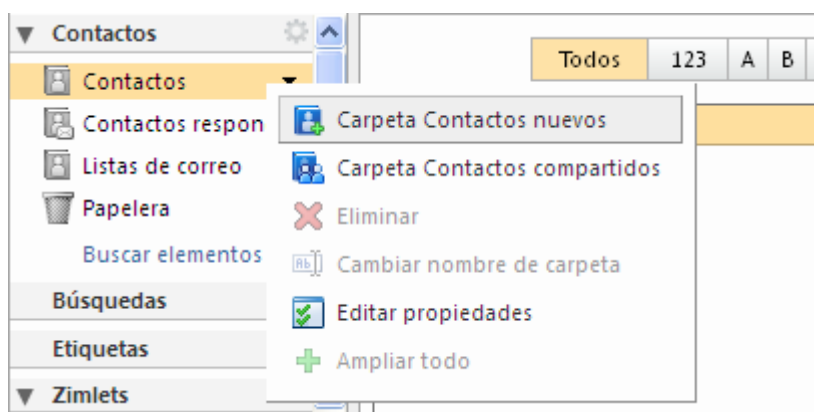 Contactos
Todos 123 A B
Contactos
Contactos respon
Listas de correo
Papelera
Buscar elementos
Búsquedas
Etiquetas
Zimlets
Carpeta Contactos nuevos
Carpeta Contactos compartidos
Eliminar
Cambiar nombre de carpeta
Editar propiedades
Ampliar todo